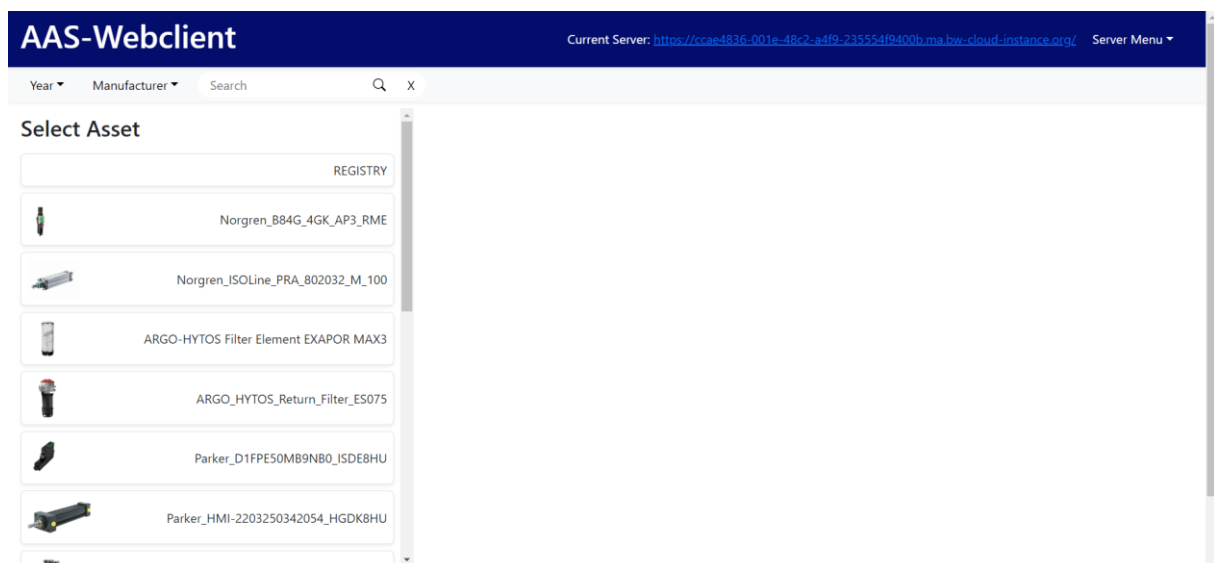 AAS-Webclient
Current Server: https://ccae4836-001e-48c2-a4f9-235554f9400b.ma.bw-cloud-instance.org/ Server Menu
Year Manufacturer Search X
Select Asset
REGISTRY
Norgren_B84G_4GK_AP3_RME
Norgren_ISOLine_PRA_802032_M_100
ARGO-HYTOS Filter Element EXAPOR MAX3
ARGO_HYTOS_Return_Filter_ES075
Parker_D1FPE50MB9NB0_ISDE8HU
Parker_HMI-2203250342054_HGDK8HU